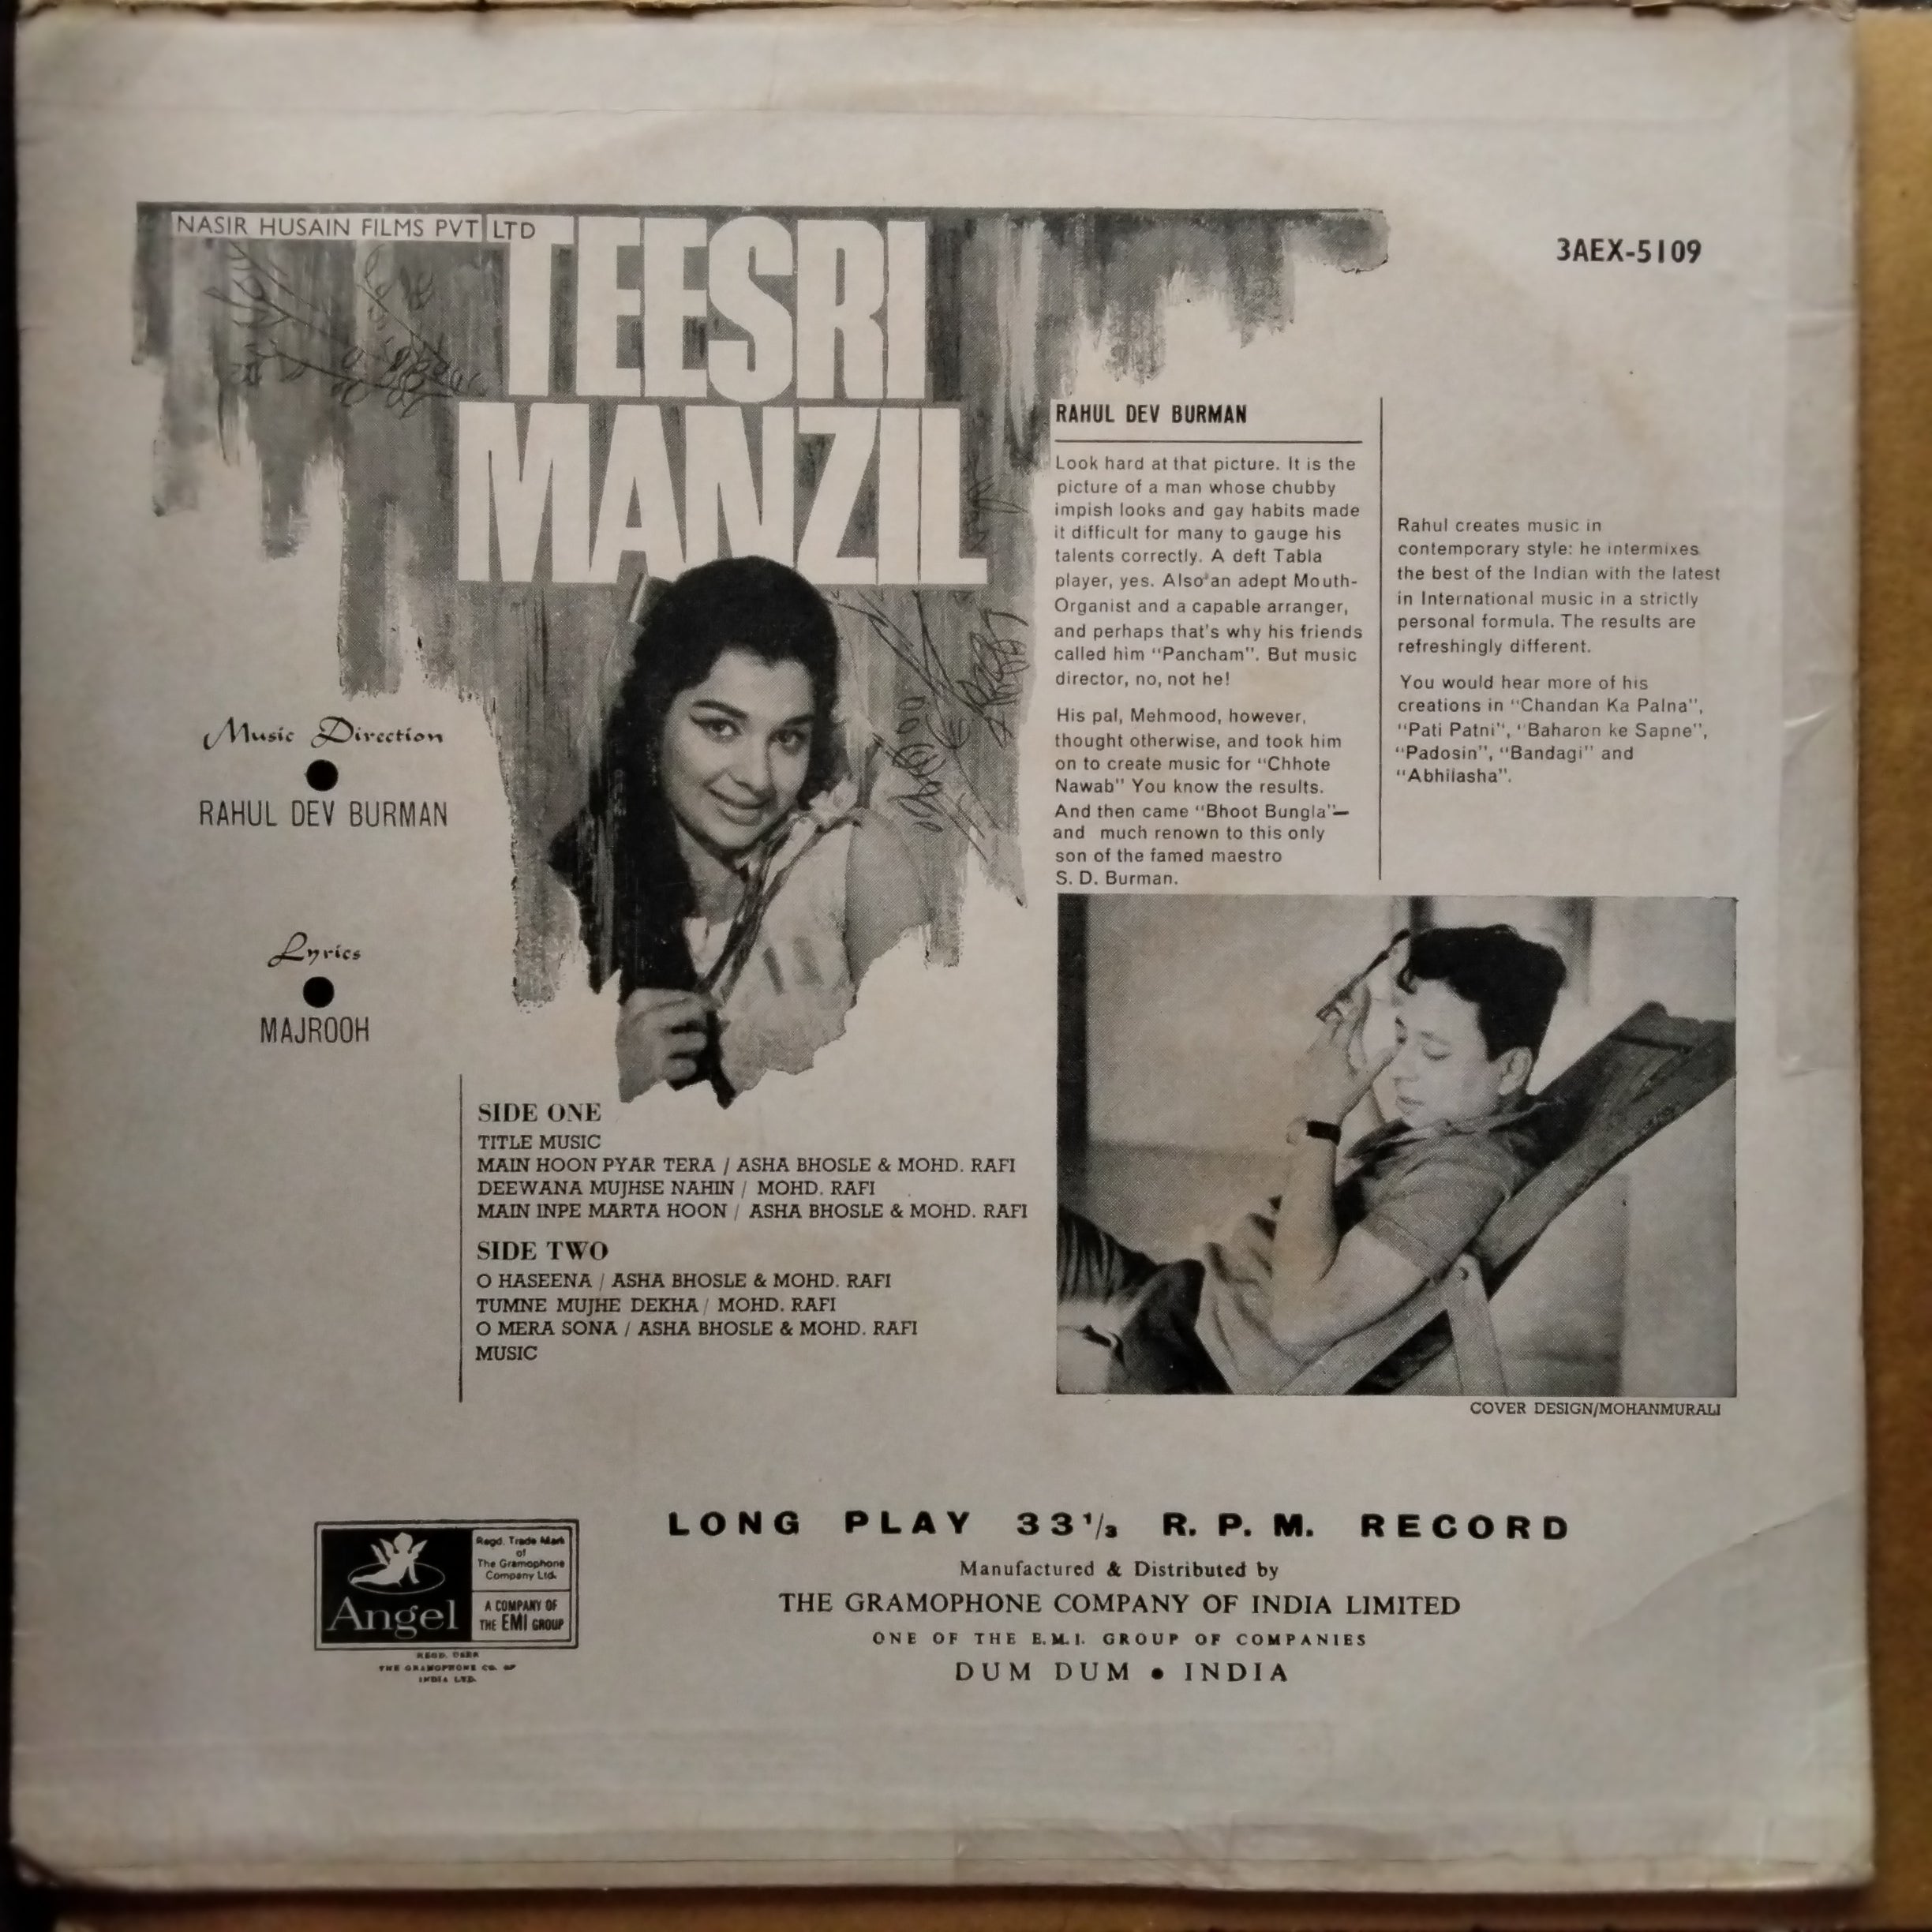 NASIR HUSAIN FILMS PVT LTD
TEESRI
MANZIL
3AEX-5109
Music Direction
RAHUL DEV BURMAN
Lyrics
MAJROOH
RAHUL DEV BURMAN
Look hard at that picture. It is the
picture of a man whose chubby
impish looks and gay habits made
it difficult for many to gauge his
talents correctly. A deft Tabla
player, yes. Also an adept Mouth-
Organist and a capable arranger,
and perhaps that's why his friends
called him "Pancham". But music
director, no, not he!
His pal, Mehmood, however,
thought otherwise, and took him
on to create music for "Chhote
Nawab" You know the results.
And then came "Bhoot Bungla"—
and much renown to this only
son of the famed maestro
S. D. Burman.
Rahul creates music in
contemporary style: he intermixes
the best of the Indian with the latest
in International music in a strictly
personal formula. The results are
refreshingly different.
You would hear more of his
creations in "Chandan Ka Palna",
"Pati Patni", "Baharon ke Sapne",
"Padosin", "Bandagi" and
"Abhilasha".
SIDE ONE
TITLE MUSIC
MAIN HOON PYAR TERA / ASHA BHOSLE & MOHD. RAFI
DEEWANA MUJHSE NAHIN / MOHD. RAFI
MAIN INPE MARTA HOON / ASHA BHOSLE & MOHD. RAFI
SIDE TWO
O HASEENA / ASHA BHOSLE & MOHD. RAFI
TUMNE MUJHE DEKHA / MOHD. RAFI
O MERA SONA / ASHA BHOSLE & MOHD. RAFI
MUSIC
COVER DESIGN/MOHANMURALI
Angel
Regd. Trade Mark
of
The Gramophone
Company Ltd.
A COMPANY OF
THE EMI GROUP
REGD. USER
THE GRAMOPHONE CO. OF
INDIA LTD.
LONG PLAY 33 1/3 R. P. M. RECORD
Manufactured & Distributed by
THE GRAMOPHONE COMPANY OF INDIA LIMITED
ONE OF THE E.M.I. GROUP OF COMPANIES
DUM DUM • INDIA